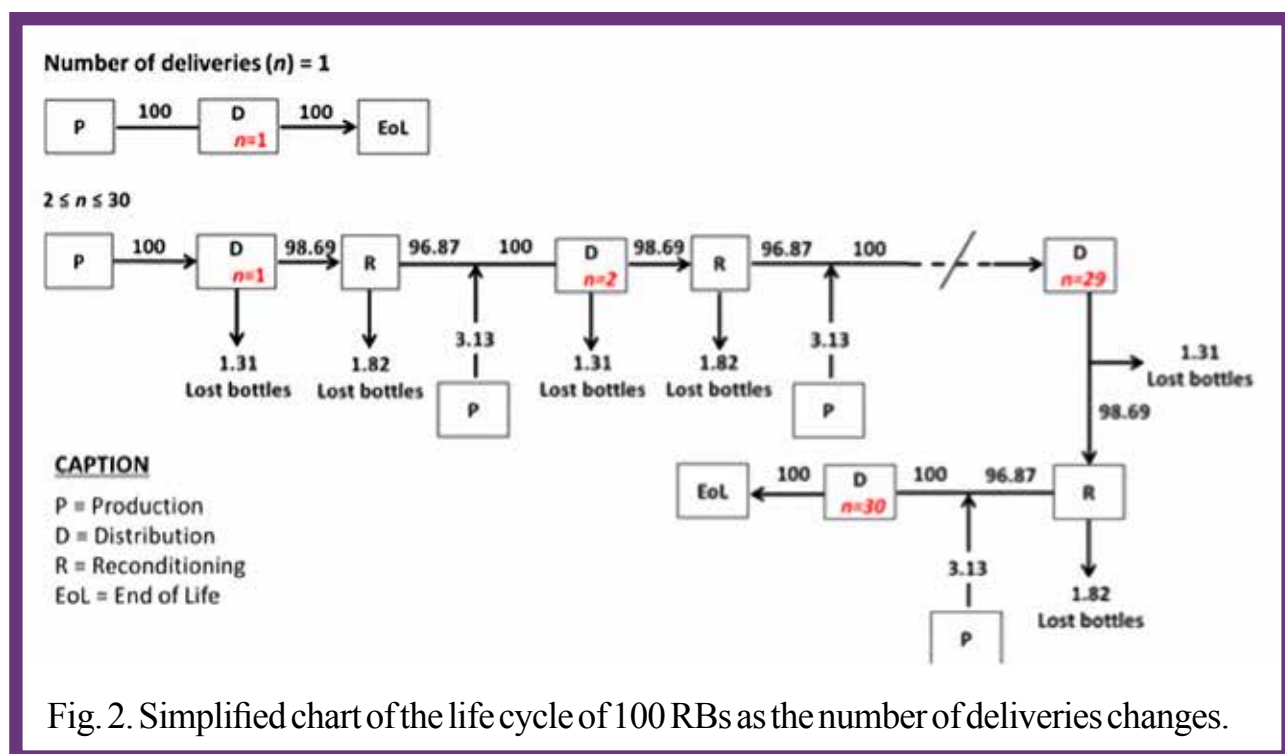 Number of deliveries (n) = 1
P 100 D 100 EoL
n=1
2 ≤ n ≤ 30
P 100 D 98.69 R 96.87 100 D 98.69 R 96.87 100 D
n=1 n=2 n=29
1.31 1.82 3.13 1.31 1.82 3.13 1.31
Lost bottles Lost bottles Lost bottles Lost bottles Lost bottles
P P 98.69
EoL 100 D 100 96.87 R
n=30
3.13 1.82
Lost bottles
P
CAPTION
P = Production
D = Distribution
R = Reconditioning
EoL = End of Life
Fig. 2. Simplified chart of the life cycle of 100 RBs as the number of deliveries changes.